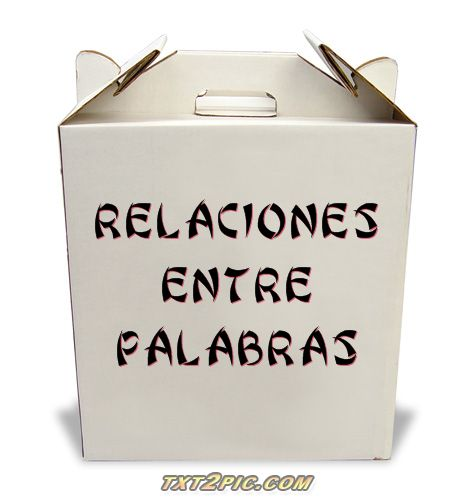 RELACIONES
ENTRE
PALABRAS
TXT2PIC.COM